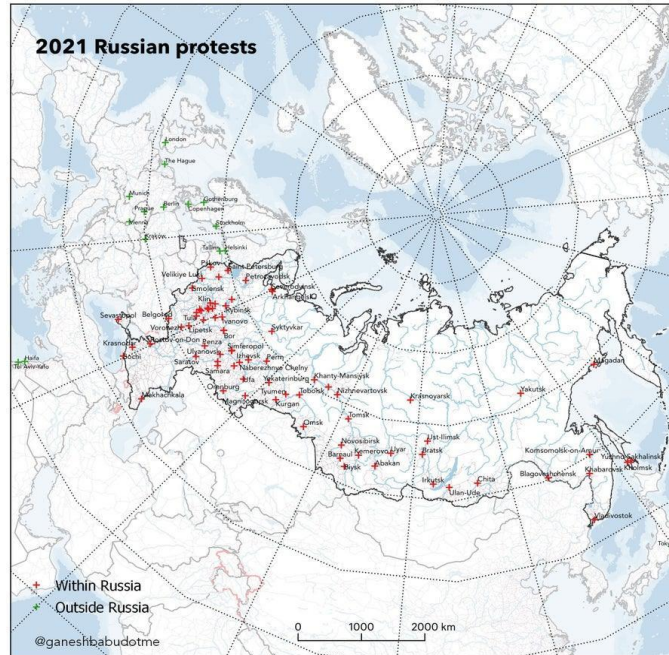 2021 Russian protests
London
The Hague
Munich
Berlin
Gothenburg
Prague
Copenhagen
Vienna
Stockholm
Krakow
Tallinn
Helsinki
Pskov
Saint-Petersburg
Velikiye Luki
Petrozavodsk
Smolensk
Severodvinsk
Arkhangelsk
Klin
Rybinsk
Sevastopol
Belgorod
Tula
Ivanovo
Voronezh
Lipetsk
Syktyvkar
Bor
Krasnodar
Rostov-on-Don
Penza
Simferopol
Sochi
Ulyanovsk
Izhevsk
Perm
Haifa
Tel Aviv-Yafo
Saratov
Samara
Naberezhnye Chelny
Magadan
Ufa
Yekaterinburg
Khanty-Mansiysk
Makhachkala
Orenburg
Tyumen
Tobolsk
Nizhnevartovsk
Yakutsk
Magnitogorsk
Kurgan
Krasnoyarsk
Tomsk
Omsk
Novosibirsk
Ust-Ilimsk
Barnaul
Kemerovo
Uyar
Bratsk
Komsomolsk-on-Amur
Yuzhno-Sakhalinsk
Biysk
Abakan
Kholmsk
Irkutsk
Chita
Blagoveshchensk
Khabarovsk
Ulan-Ude
Vladivostok
Within Russia
Outside Russia
0 1000 2000 km
@ganeshbabudotme